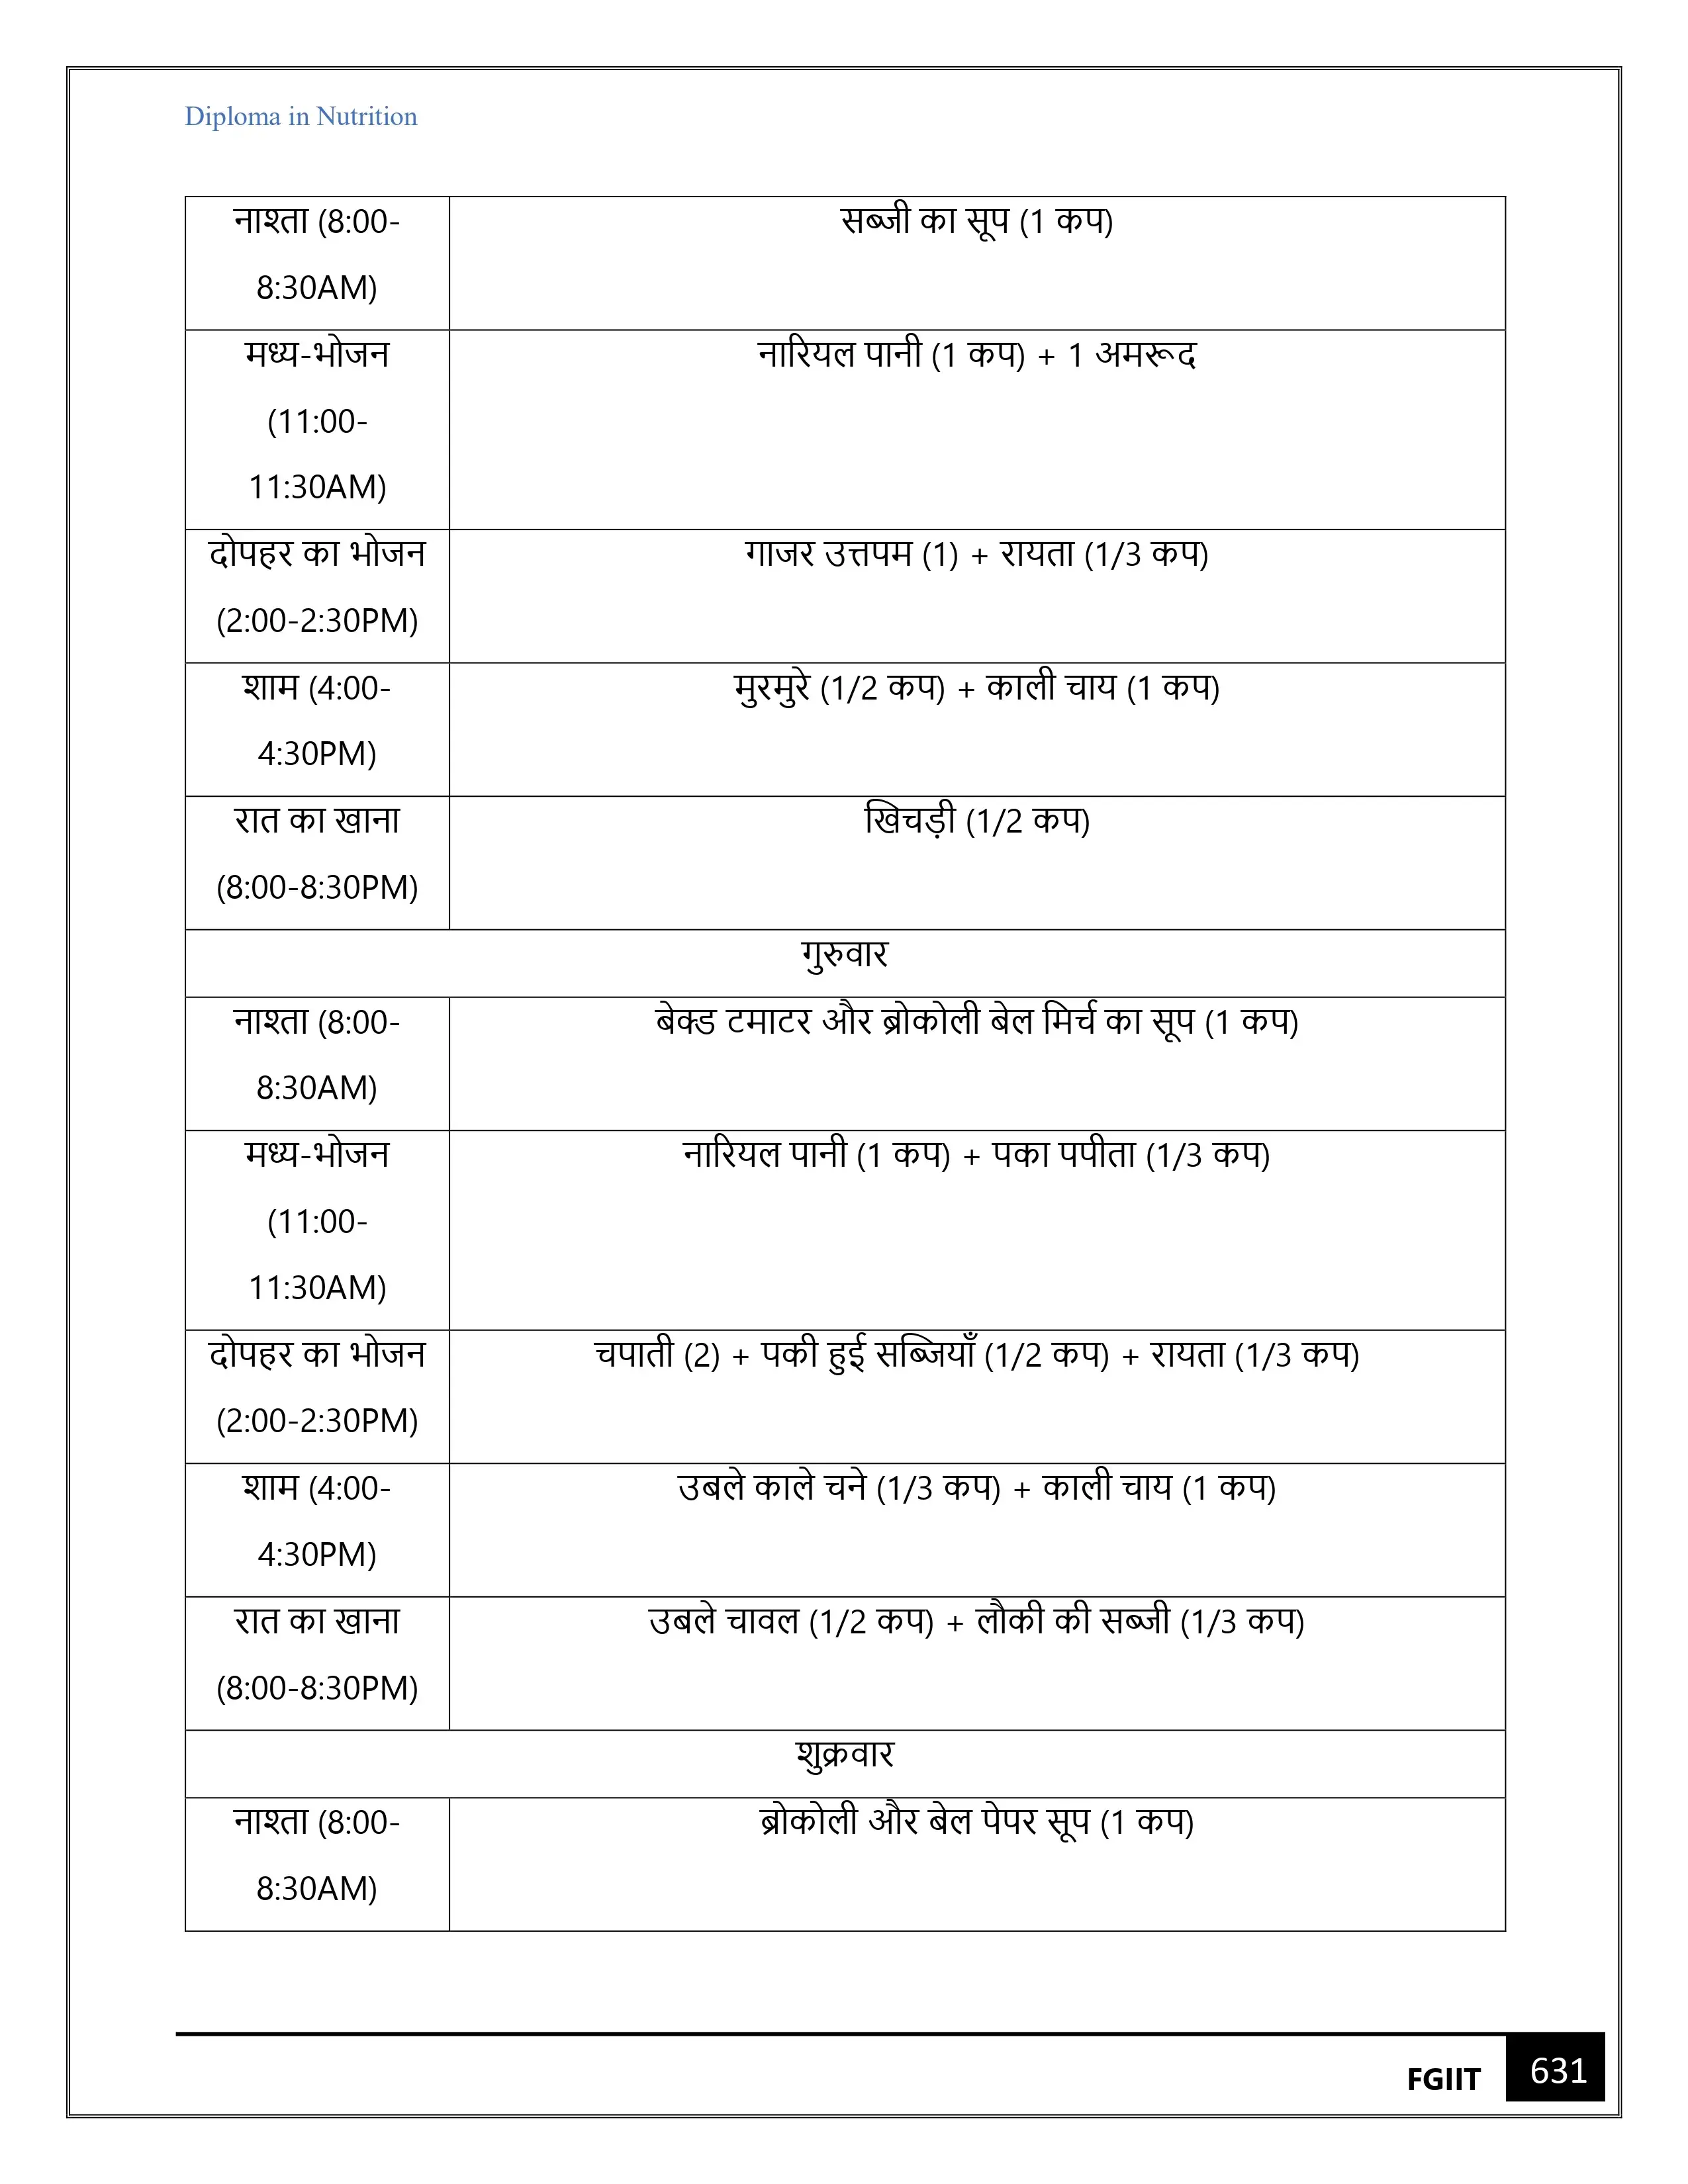 Diploma in Nutrition
नाश्ता (8:00-
8:30AM)
सब्जी का सूप (1 कप)
मध्य-भोजन
(11:00-
11:30AM)
नारियल पानी (1 कप) + 1 अमरूद
दोपहर का भोजन
(2:00-2:30PM)
गाजर उत्तपम (1) + रायता (1/3 कप)
शाम (4:00-
4:30PM)
मुरमुरे (1/2 कप) + काली चाय (1 कप)
रात का खाना
(8:00-8:30PM)
खिचड़ी (1/2 कप)
गुरुवार
नाश्ता (8:00-
8:30AM)
बेक्ड टमाटर और ब्रोकोली बेल मिर्च का सूप (1 कप)
मध्य-भोजन
(11:00-
11:30AM)
नारियल पानी (1 कप) + पका पपीता (1/3 कप)
दोपहर का भोजन
(2:00-2:30PM)
चपाती (2) + पकी हुई सब्जियाँ (1/2 कप) + रायता (1/3 कप)
शाम (4:00-
4:30PM)
उबले काले चने (1/3 कप) + काली चाय (1 कप)
रात का खाना
(8:00-8:30PM)
उबले चावल (1/2 कप) + लौकी की सब्जी (1/3 कप)
शुक्रवार
नाश्ता (8:00-
8:30AM)
ब्रोकोली और बेल पेपर सूप (1 कप)
FGIIT 631